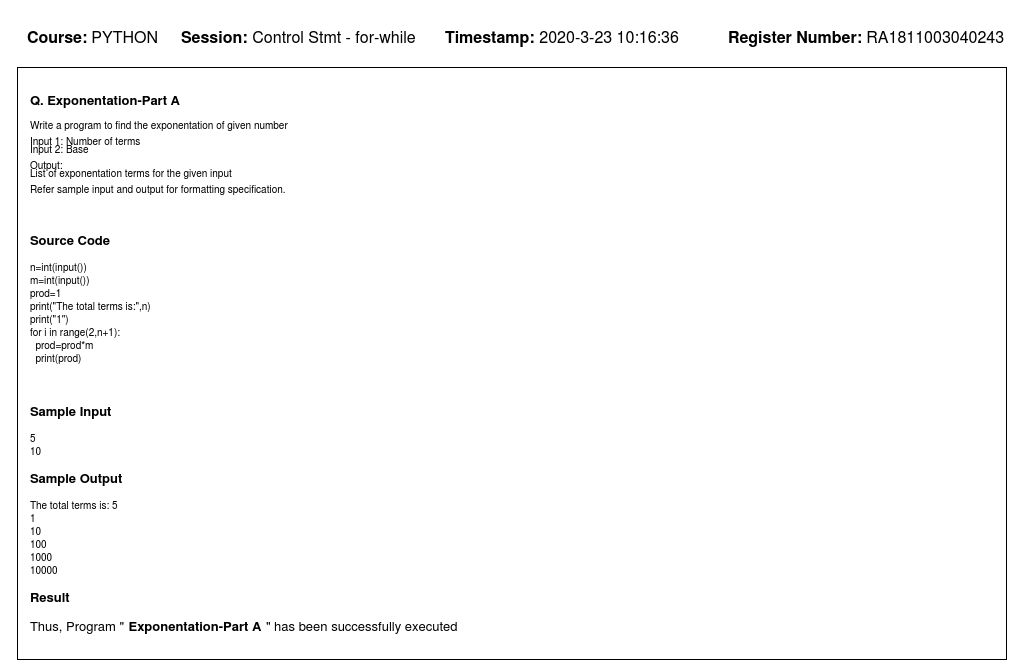 Course: PYTHON Session: Control Stmt - for-while Timestamp: 2020-3-23 10:16:36 Register Number: RA1811003040243
Q. Exponentation-Part A
Write a program to find the exponentation of given number
Input 1: Number of terms
Input 2: Base
Output:
List of exponentation terms for the given input
Refer sample input and output for formatting specification.
Source Code
n=int(input())
m=int(input())
prod=1
print("The total terms is:",n)
print("1")
for i in range(2,n+1):
  prod=prod*m
  print(prod)
Sample Input
5
10
Sample Output
The total terms is: 5
1
10
100
1000
10000
Result
Thus, Program " Exponentation-Part A " has been successfully executed